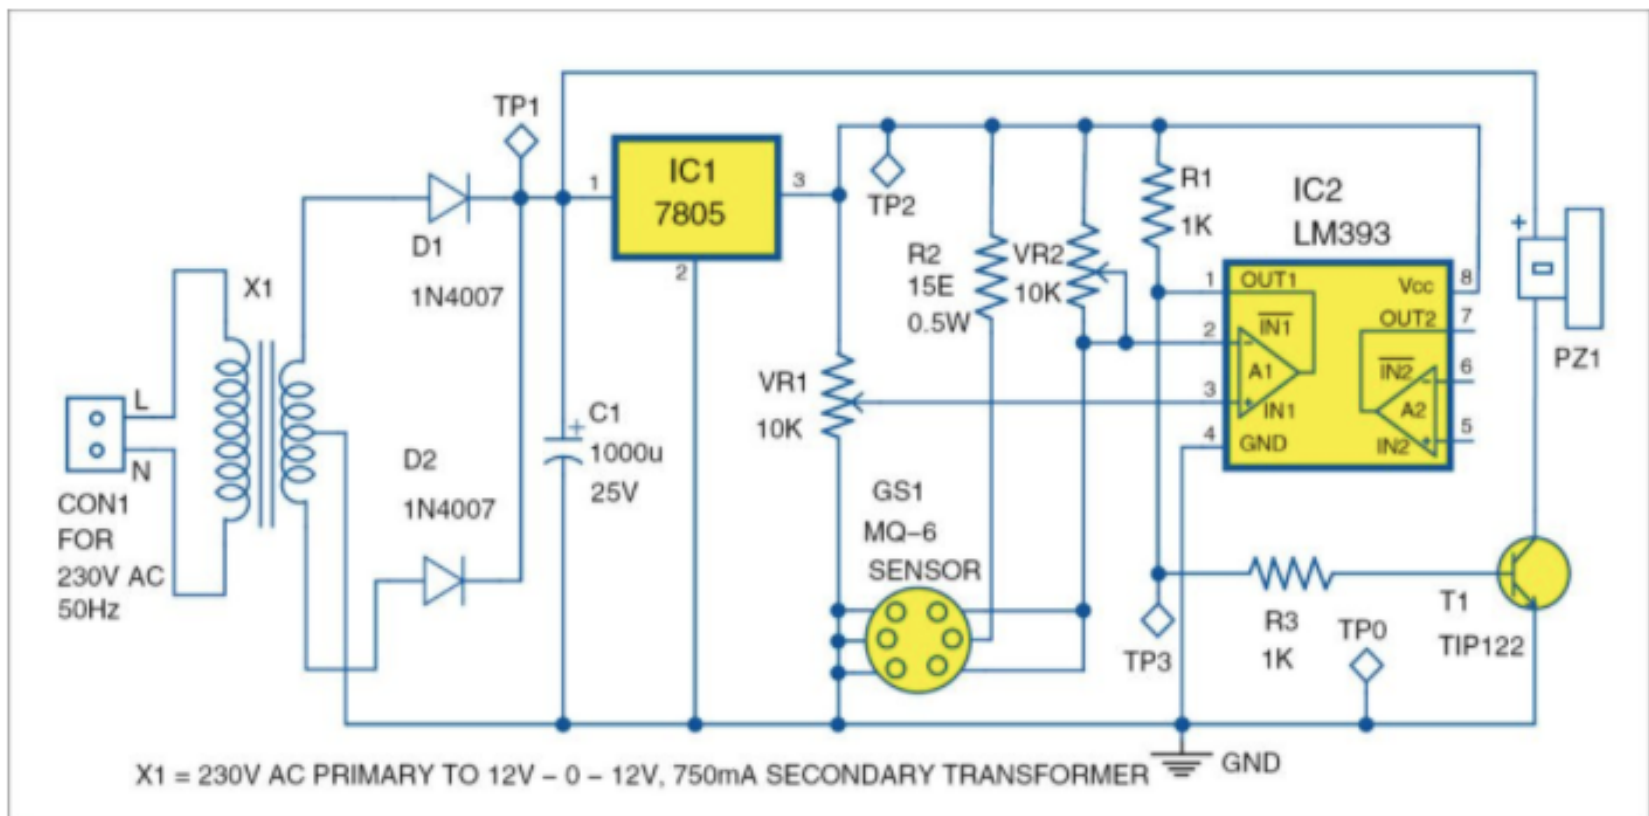 TP1
IC1
7805
1
2
3
TP2
D1
1N4007
X1
L
N
CON1
FOR
230V AC
50Hz
D2
1N4007
+
C1
1000u
25V
VR1
10K
R2
15E
0.5W
VR2
10K
R1
1K
GS1
MQ-6
SENSOR
IC2
LM393
1
2
3
4
OUT1
IN1
A1
IN1
GND
-
+
Vcc
OUT2
IN2
A2
IN2
-
+
8
7
6
5
+
PZ1
TP3
R3
1K
TP0
T1
TIP122
GND
X1 = 230V AC PRIMARY TO 12V – 0 – 12V, 750mA SECONDARY TRANSFORMER